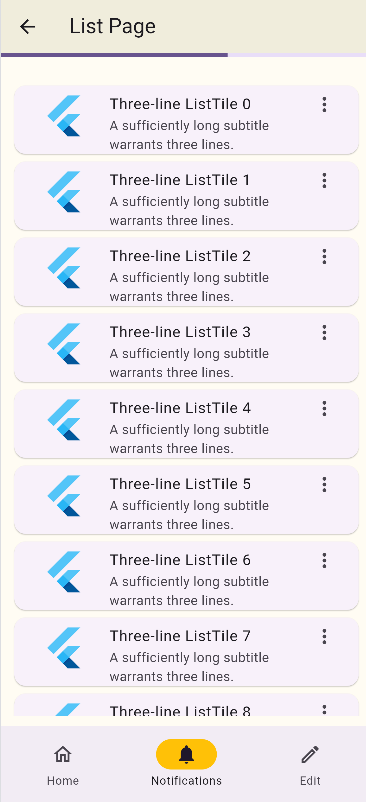 List Page
Three-line ListTile 0
A sufficiently long subtitle
warrants three lines.
Three-line ListTile 1
A sufficiently long subtitle
warrants three lines.
Three-line ListTile 2
A sufficiently long subtitle
warrants three lines.
Three-line ListTile 3
A sufficiently long subtitle
warrants three lines.
Three-line ListTile 4
A sufficiently long subtitle
warrants three lines.
Three-line ListTile 5
A sufficiently long subtitle
warrants three lines.
Three-line ListTile 6
A sufficiently long subtitle
warrants three lines.
Three-line ListTile 7
A sufficiently long subtitle
warrants three lines.
Three-line ListTile 8
Home
Notifications
Edit